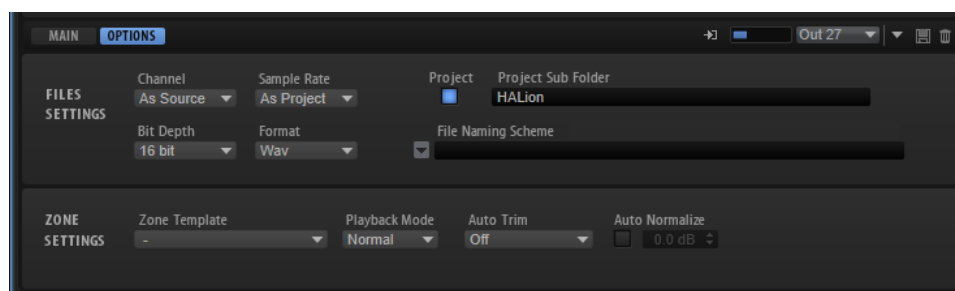 MAIN OPTIONS Out 27
Channel Sample Rate Project Project Sub Folder
FILES SETTINGS As Source As Project HALion
Bit Depth Format File Naming Scheme
16 bit Wav
ZONE SETTINGS Zone Template Playback Mode Auto Trim Auto Normalize
- Normal Off 0.0 dB